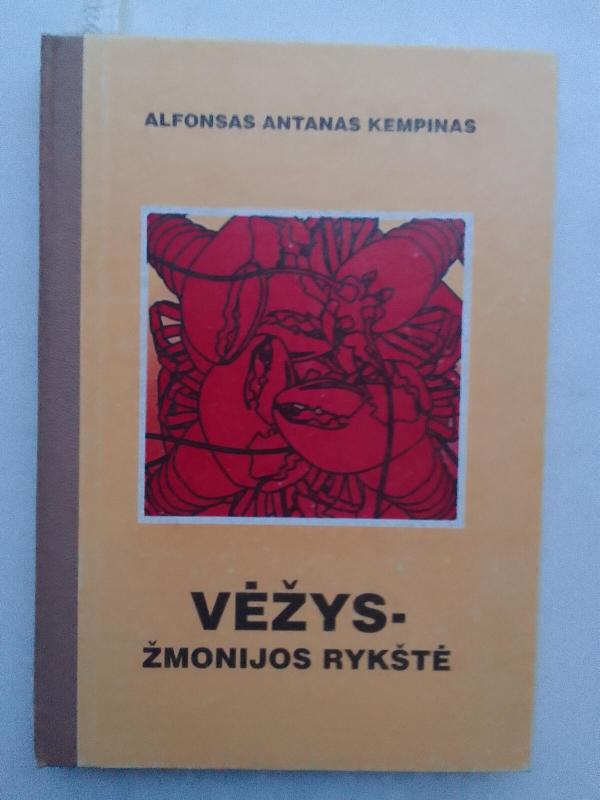 ALFONSAS ANTANAS KEMPINAS
VĖŽYS-
ŽMONIJOS RYKŠTĖ